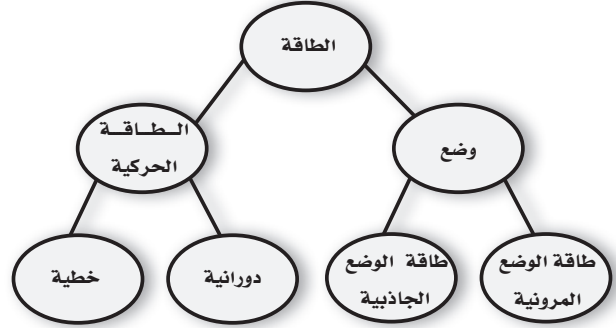 الطاقة
الطاقة
الحركية
وضع
طاقة الوضع
المرونية
طاقة الوضع
الجاذبية
دورانية
خطية